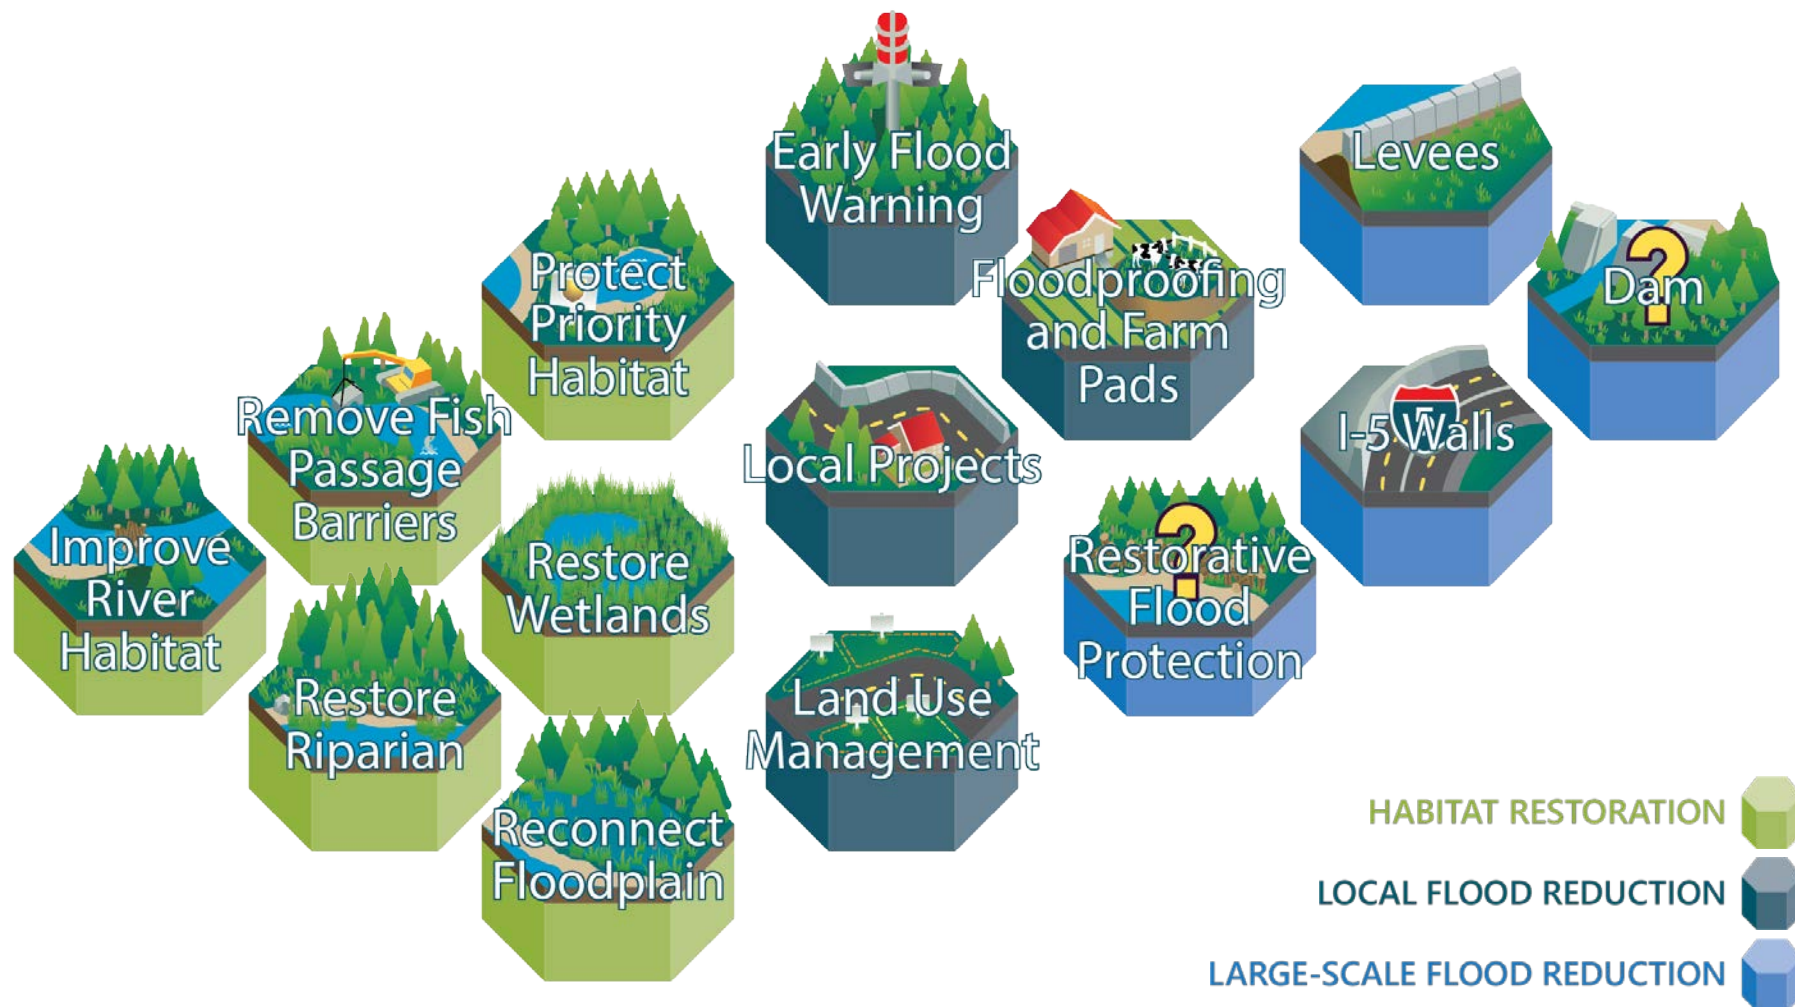 Early Flood
Warning
Levees
Protect
Priority
Habitat
Floodproofing
and Farm
Pads
Dam
?
Remove Fish
Passage
Barriers
Local Projects
I-5 Walls
5
Improve
River
Habitat
Restore
Wetlands
Restorative
Flood
Protection
?
Restore
Riparian
Land Use
Management
Reconnect
Floodplain
HABITAT RESTORATION
LOCAL FLOOD REDUCTION
LARGE-SCALE FLOOD REDUCTION